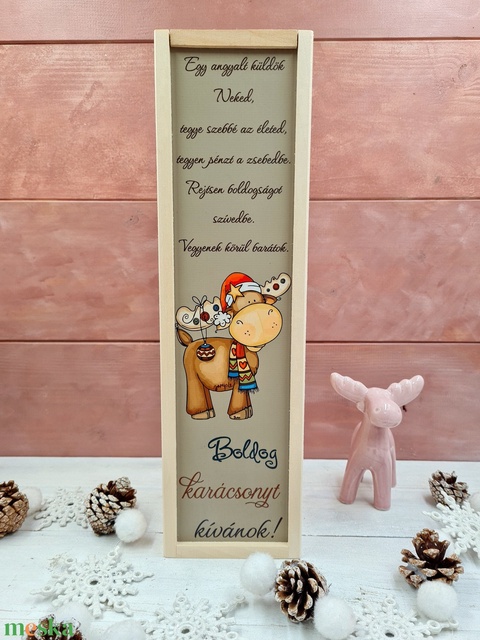 Egy angyalt küldök
Neked,
tegye szebbé az életed,
tegyen pénzt a zsebedbe.
Rejtsen boldogságot
szívedbe.
Vegyenek körül barátok.
Boldog
karácsonyt
kívánok!
meska